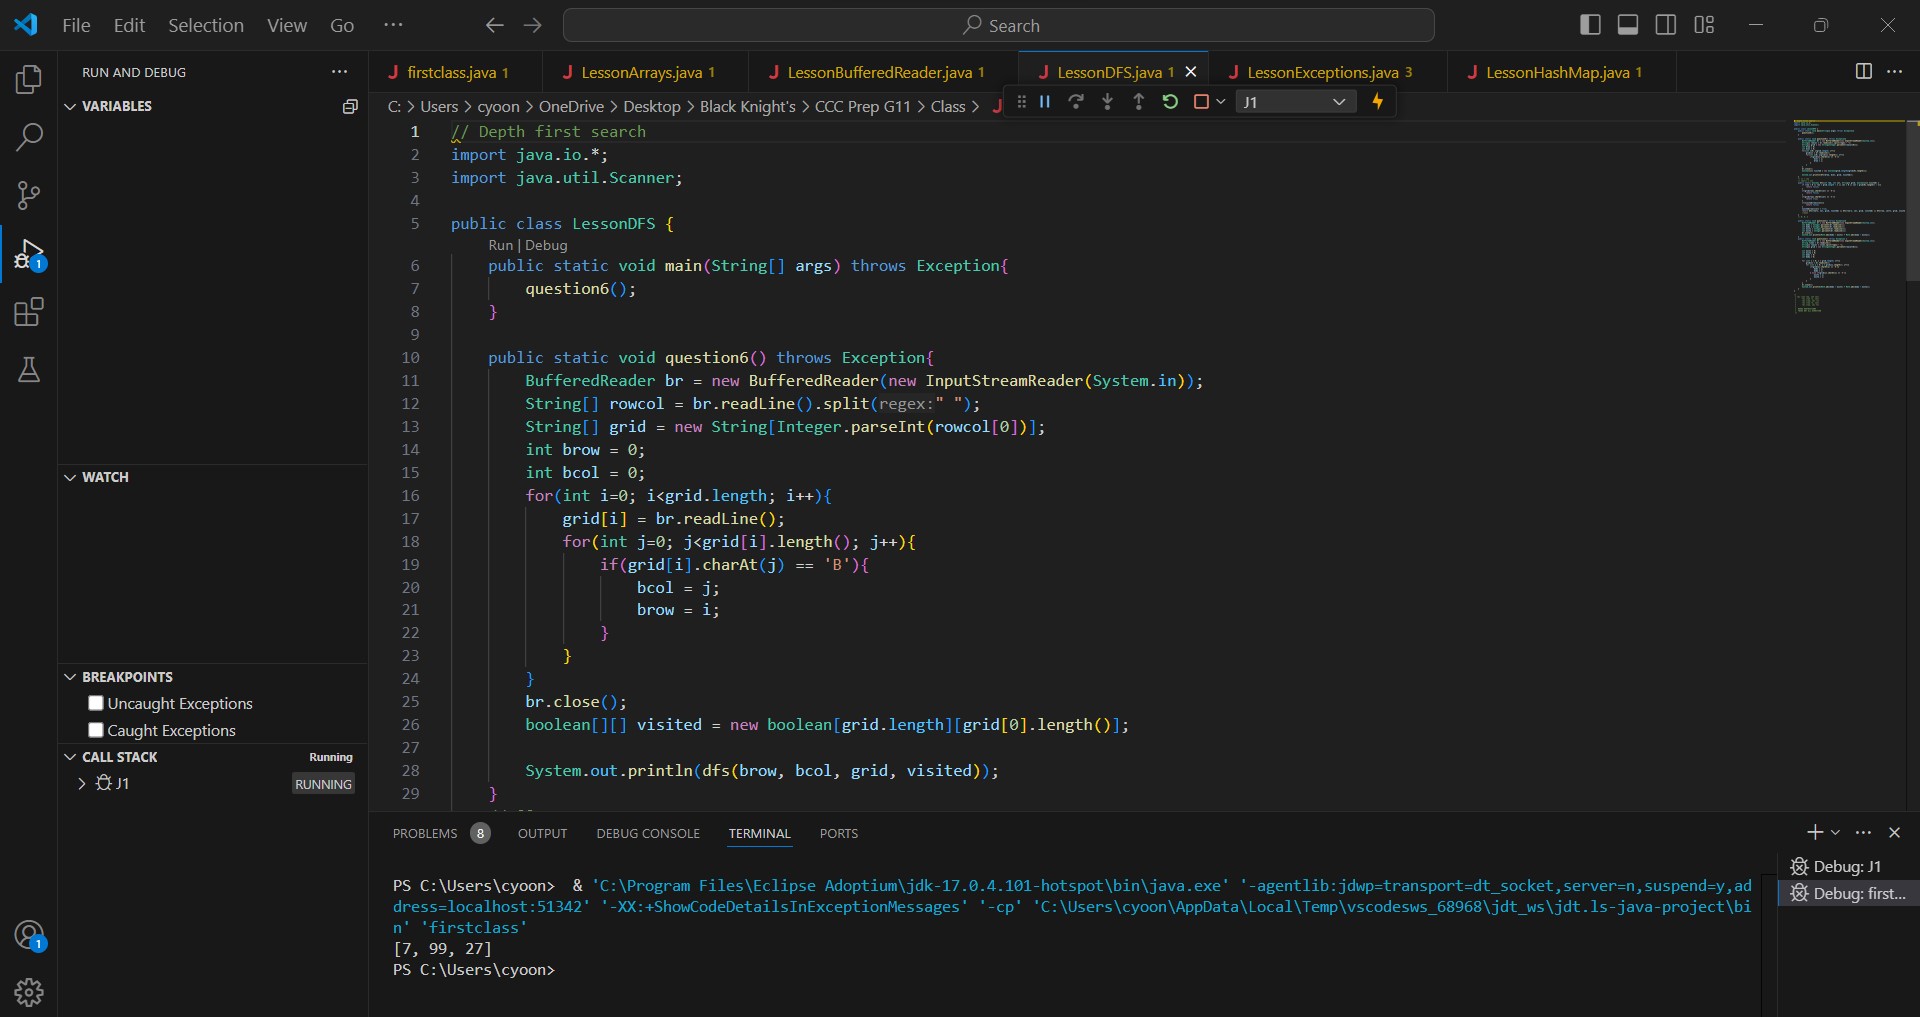 File Edit Selection View Go ···
Search
RUN AND DEBUG
VARIABLES
WATCH
BREAKPOINTS
Uncaught Exceptions
Caught Exceptions
CALL STACK Running
J1 RUNNING
1
1
firstclass.java 1 LessonArrays.java 1 LessonBufferedReader.java 1 LessonDFS.java 1 LessonExceptions.java 3 LessonHashMap.java 1
C: > Users > cyoon > OneDrive > Desktop > Black Knight's > CCC Prep G11 > Class >
J1
1 // Depth first search
2 import java.io.*;
3 import java.util.Scanner;
4
5 public class LessonDFS {
Run | Debug
6 public static void main(String[] args) throws Exception{
7 question6();
8 }
9
10 public static void question6() throws Exception{
11 BufferedReader br = new BufferedReader(new InputStreamReader(System.in));
12 String[] rowcol = br.readLine().split(regex:" ");
13 String[] grid = new String[Integer.parseInt(rowcol[0])];
14 int brow = 0;
15 int bcol = 0;
16 for(int i=0; i<grid.length; i++){
17 grid[i] = br.readLine();
18 for(int j=0; j<grid[i].length(); j++){
19 if(grid[i].charAt(j) == 'B'){
20 bcol = j;
21 brow = i;
22 }
23 }
24 }
25 br.close();
26 boolean[][] visited = new boolean[grid.length][grid[0].length()];
27
28 System.out.println(dfs(brow, bcol, grid, visited));
29 }
PROBLEMS 8 OUTPUT DEBUG CONSOLE TERMINAL PORTS
PS C:\Users\cyoon> & 'C:\Program Files\Eclipse Adoptium\jdk-17.0.4.101-hotspot\bin\java.exe' '-agentlib:jdwp=transport=dt_socket,server=n,suspend=y,ad
dress=localhost:51342' '-XX:+ShowCodeDetailsInExceptionMessages' '-cp' 'C:\Users\cyoon\AppData\Local\Temp\vscodesws_68968\jdt_ws\jdt.ls-java-project\bi
n' 'firstclass'
[7, 99, 27]
PS C:\Users\cyoon>
Debug: J1
Debug: first...